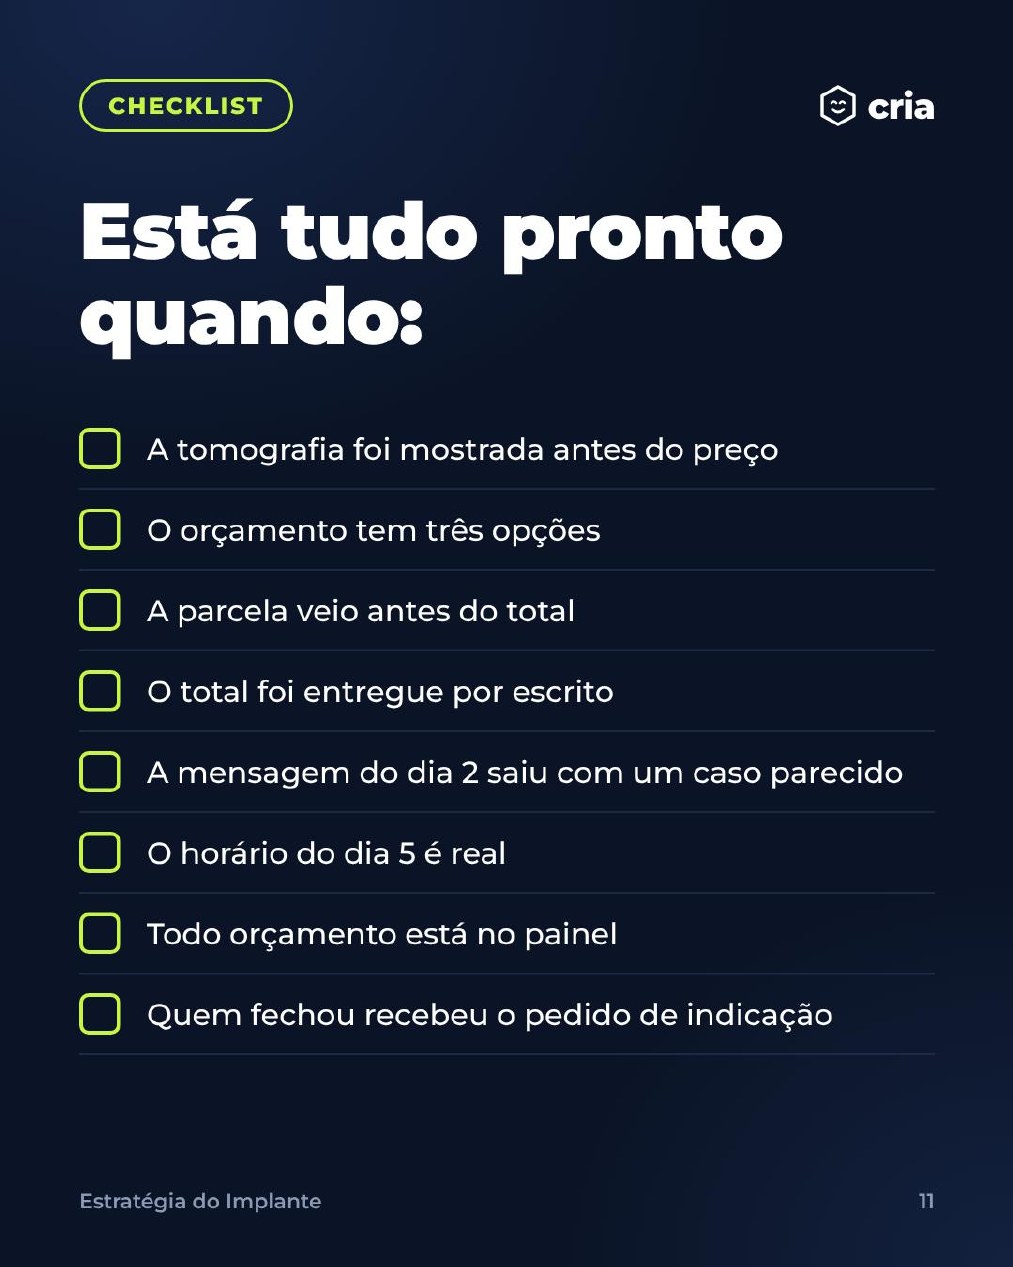 CHECKLIST
cria
Está tudo pronto
quando:
A tomografia foi mostrada antes do preço
O orçamento tem três opções
A parcela veio antes do total
O total foi entregue por escrito
A mensagem do dia 2 saiu com um caso parecido
O horário do dia 5 é real
Todo orçamento está no painel
Quem fechou recebeu o pedido de indicação
Estratégia do Implante
11